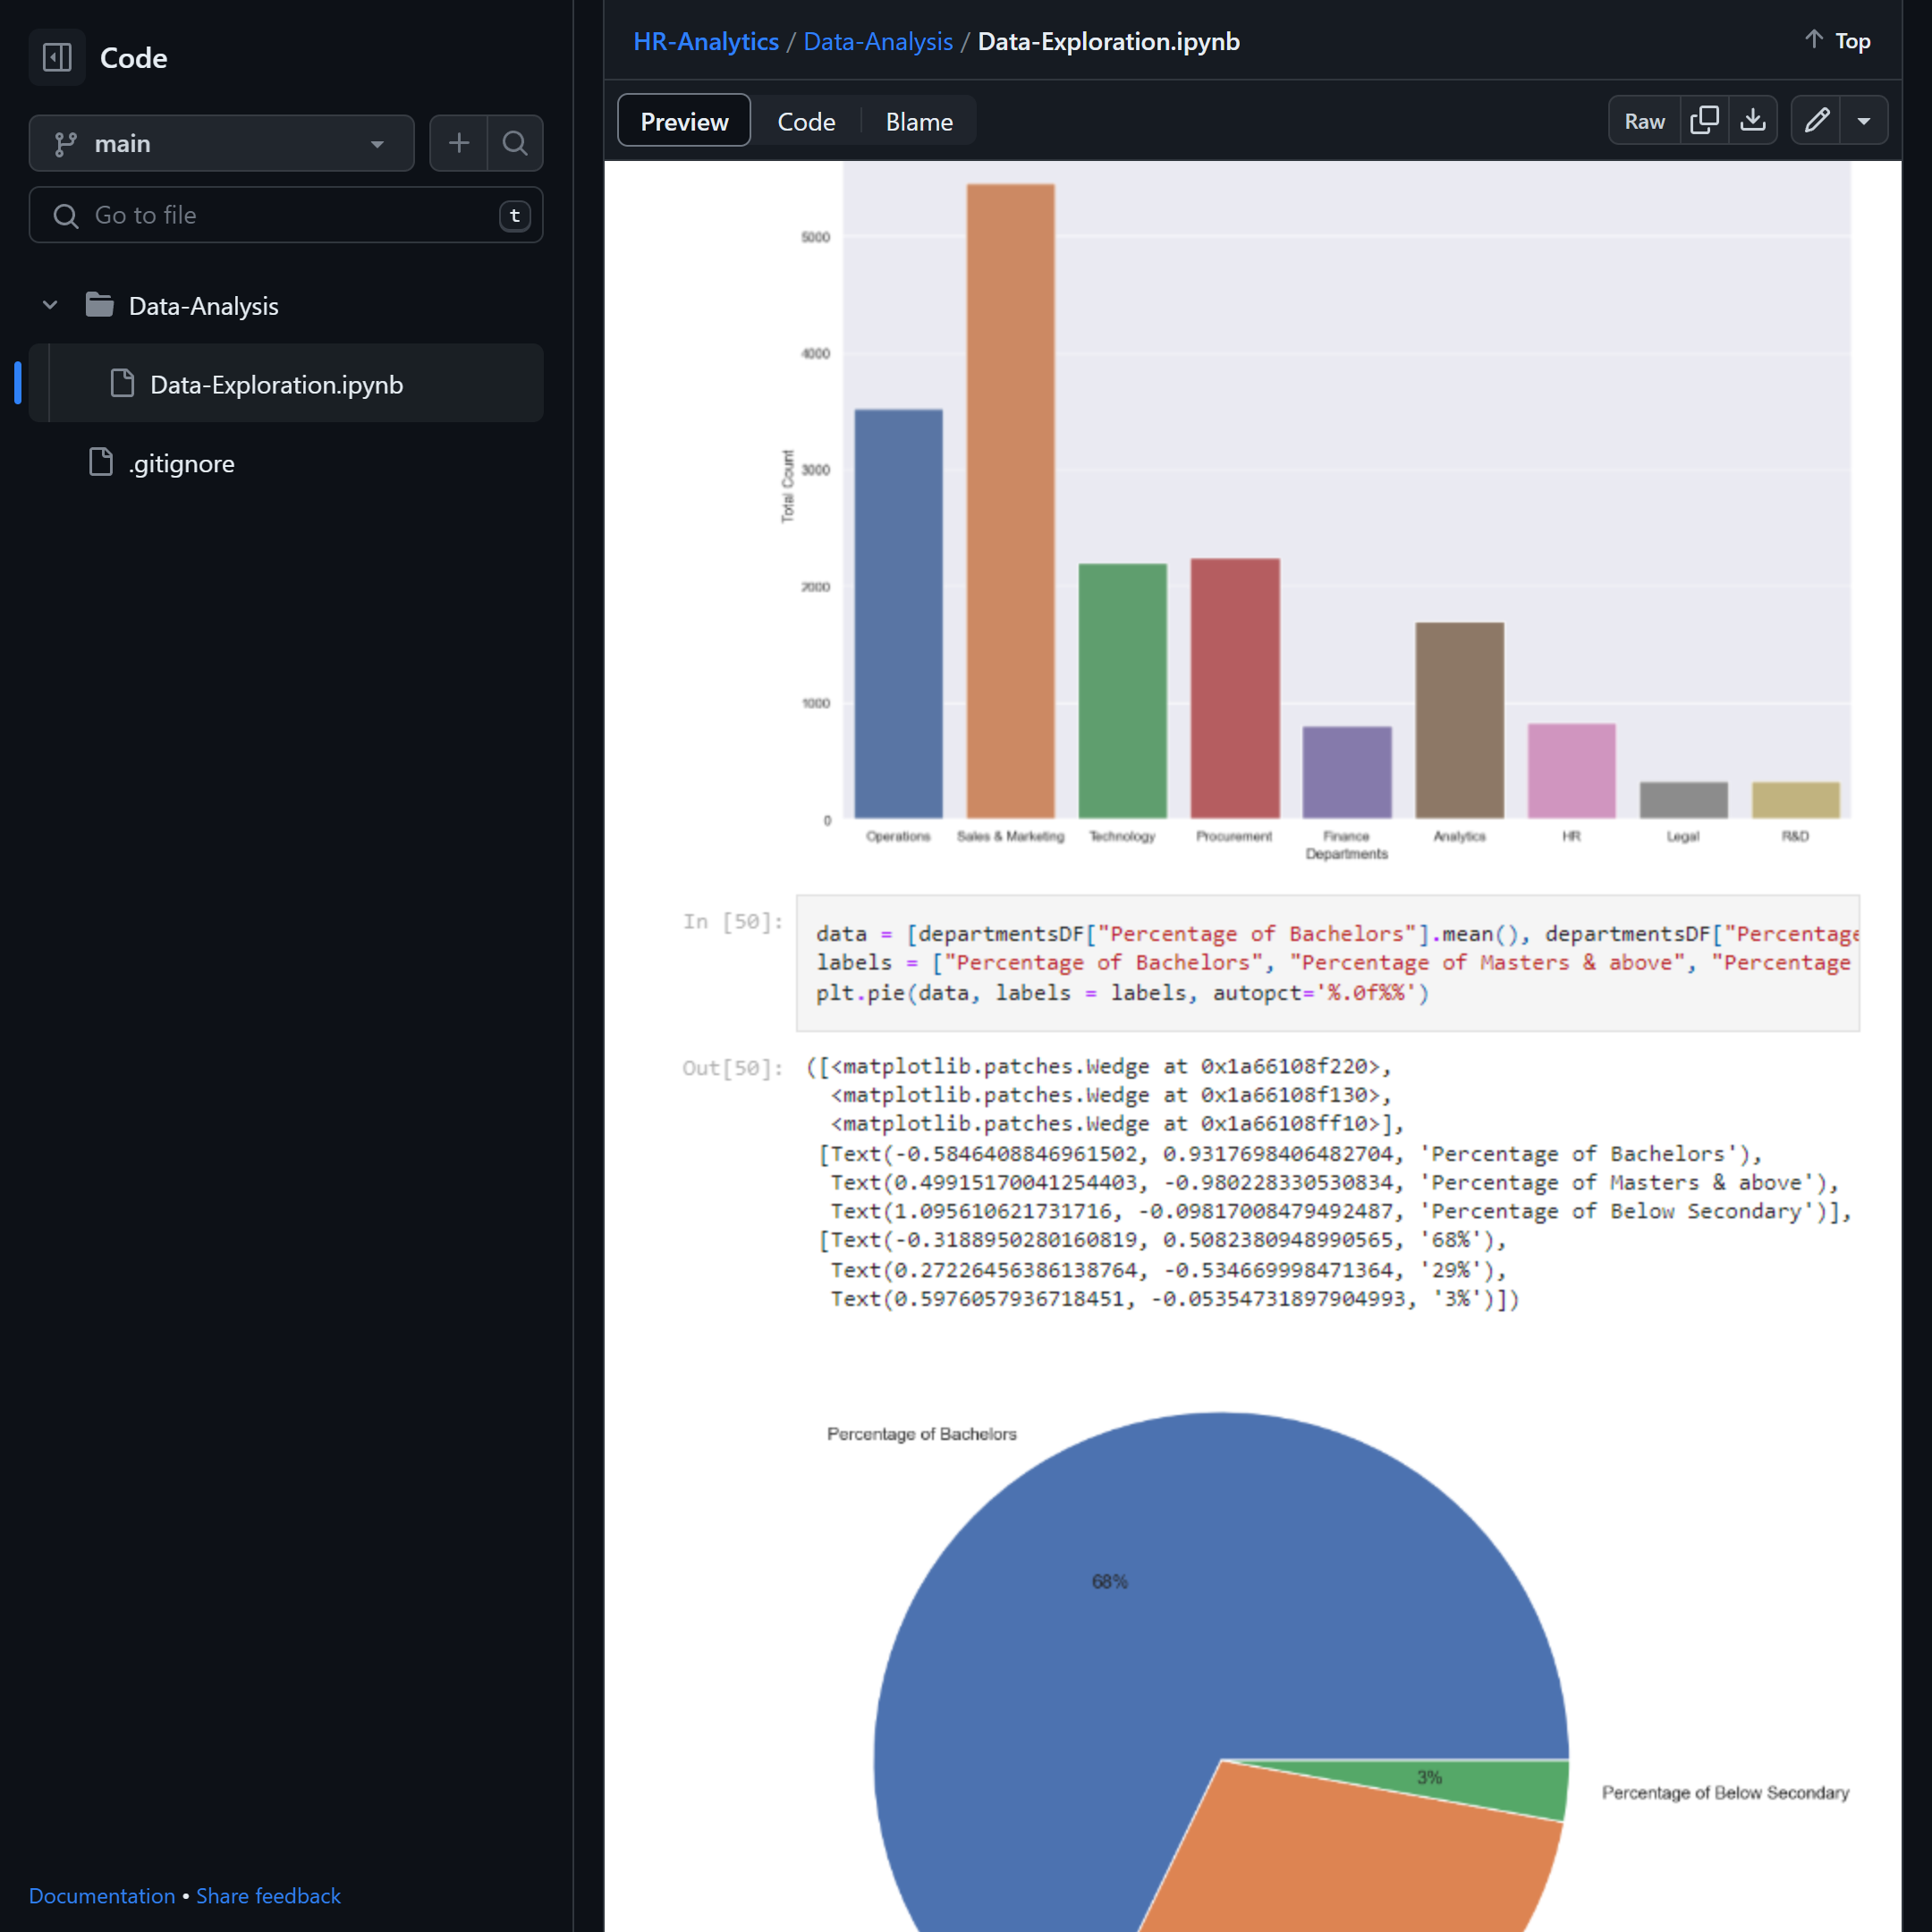 Code
main
Go to file
t
Data-Analysis
Data-Exploration.ipynb
.gitignore
Documentation • Share feedback
HR-Analytics / Data-Analysis / Data-Exploration.ipynb
Top
Preview
Code
Blame
Raw
5000
4000
3000
2000
1000
0
Total Count
Operations
Sales & Marketing
Technology
Procurement
Finance
Analytics
HR
Legal
R&D
Departments
In [50]:
data = [departmentsDF["Percentage of Bachelors"].mean(), departmentsDF["Percentage
labels = ["Percentage of Bachelors", "Percentage of Masters & above", "Percentage
plt.pie(data, labels = labels, autopct='%.0f%%')
Out[50]:
([<matplotlib.patches.Wedge at 0x1a66108f220>,
<matplotlib.patches.Wedge at 0x1a66108f130>,
<matplotlib.patches.Wedge at 0x1a66108ff10>],
[Text(-0.5846408846961502, 0.9317698406482704, 'Percentage of Bachelors'),
Text(0.49915170041254403, -0.980228330530834, 'Percentage of Masters & above'),
Text(1.095610621731716, -0.09817008479492487, 'Percentage of Below Secondary')],
[Text(-0.3188950280160819, 0.5082380948990565, '68%'),
Text(0.27226456386138764, -0.534669998471364, '29%'),
Text(0.5976057936718451, -0.05354731897904993, '3%')])
Percentage of Bachelors
68%
3%
Percentage of Below Secondary